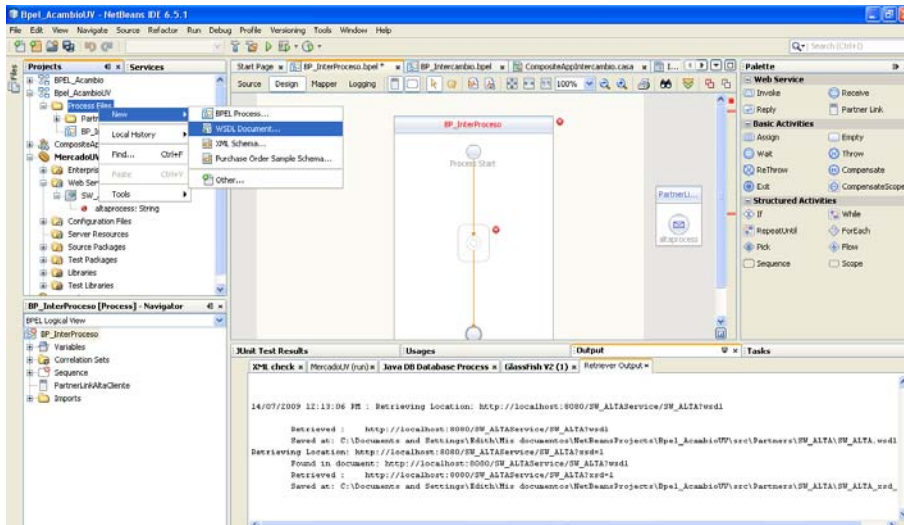 Bpel_AcambioUV - NetBeans IDE 6.5.1
File Edit View Navigate Source Refactor Run Debug Profile Versioning Tools Window Help
Search (Ctrl+I)
Files
Projects
Services
BPEL_Acambio
Bpel_AcambioUV
Process Files
New
Local History
Find... Ctrl+F
Paste Ctrl+V
Tools
BPEL Process...
WSDL Document...
XML Schema...
Purchase Order Sample Schema...
Other...
altaprocess: String
Configuration Files
Server Resources
Source Packages
Test Packages
Libraries
Test Libraries
BP_InterProceso [Process] - Navigator
BPEL Logical View
BP_InterProceso
Variables
Correlation Sets
Sequence
PartnerLinkAltaCliente
Imports
Start Page
BP_InterProceso.bpel *
BP_Intercambio.bpel
CompositeAppIntercambio.casa
Source Design Mapper Logging
100%
BP_InterProceso
Process Start
PartnerLi...
altaprocess
Palette
Web Service
Invoke Receive
Reply Partner Link
Basic Activities
Assign Empty
Wait Throw
ReThrow Compensate
Exit CompensateScope
Structured Activities
If While
RepeatUntil ForEach
Pick Flow
Sequence Scope
JUnit Test Results Usages Output Tasks
XML check MercadoUV (run) Java DB Database Process GlassFish V2 (1) Retriever Output
14/07/2009 12:13:06 PM : Retrieving Location: http://localhost:8080/SW_ALTAService/SW_ALTA?wsdl
Retrieved : http://localhost:8080/SW_ALTAService/SW_ALTA?wsdl
Saved at: C:\Documents and Settings\Edith\Mis documentos\NetBeansProjects\Bpel_AcambioUV\src\Partners\SW_ALTA\SW_ALTA.wsdl
Retrieving Location: http://localhost:8080/SW_ALTAService/SW_ALTA?xsd=1
Found in document: http://localhost:8080/SW_ALTAService/SW_ALTA?wsdl
Retrieved : http://localhost:8080/SW_ALTAService/SW_ALTA?xsd=1
Saved at: C:\Documents and Settings\Edith\Mis documentos\NetBeansProjects\Bpel_AcambioUV\src\Partners\SW_ALTA\SW_ALTA.xsd_